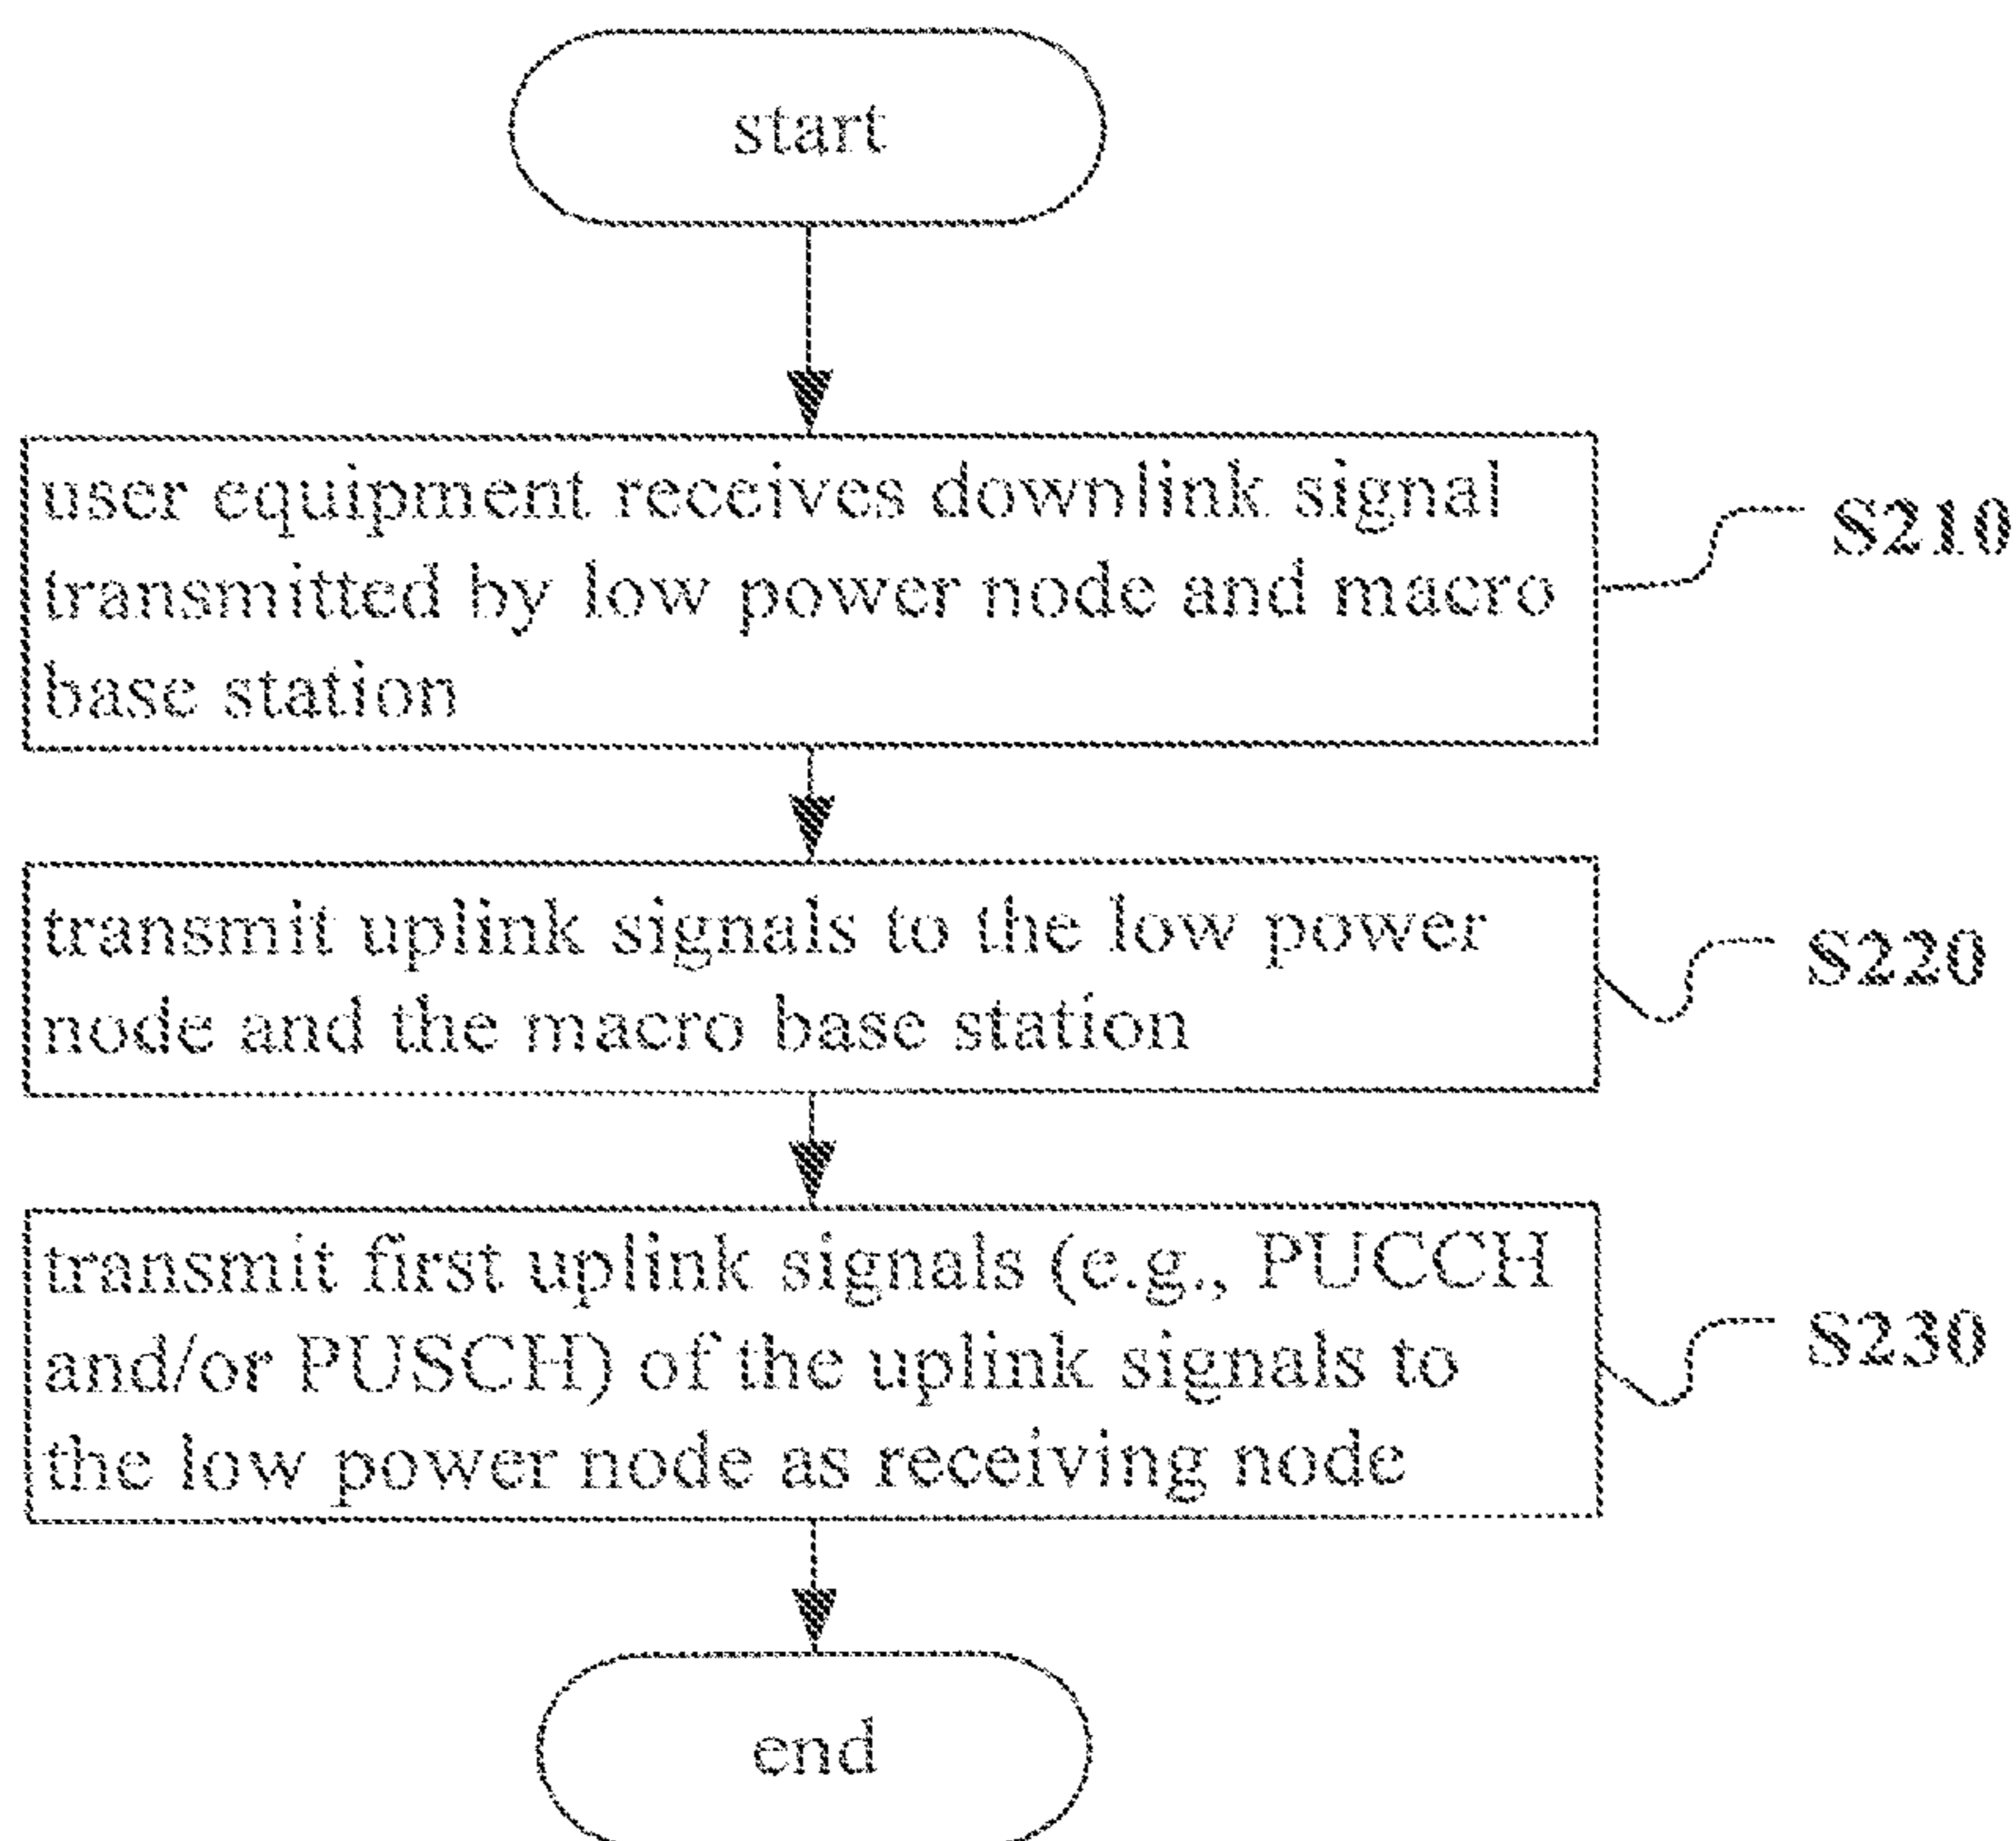 start
user equipment receives downlink signal
transmitted by low power node and macro
base station
S210
transmit uplink signals to the low power
node and the macro base station
S220
transmit first uplink signals (e.g., PUCCH
and/or PUSCH) of the uplink signals to
the low power node as receiving node
S230
end